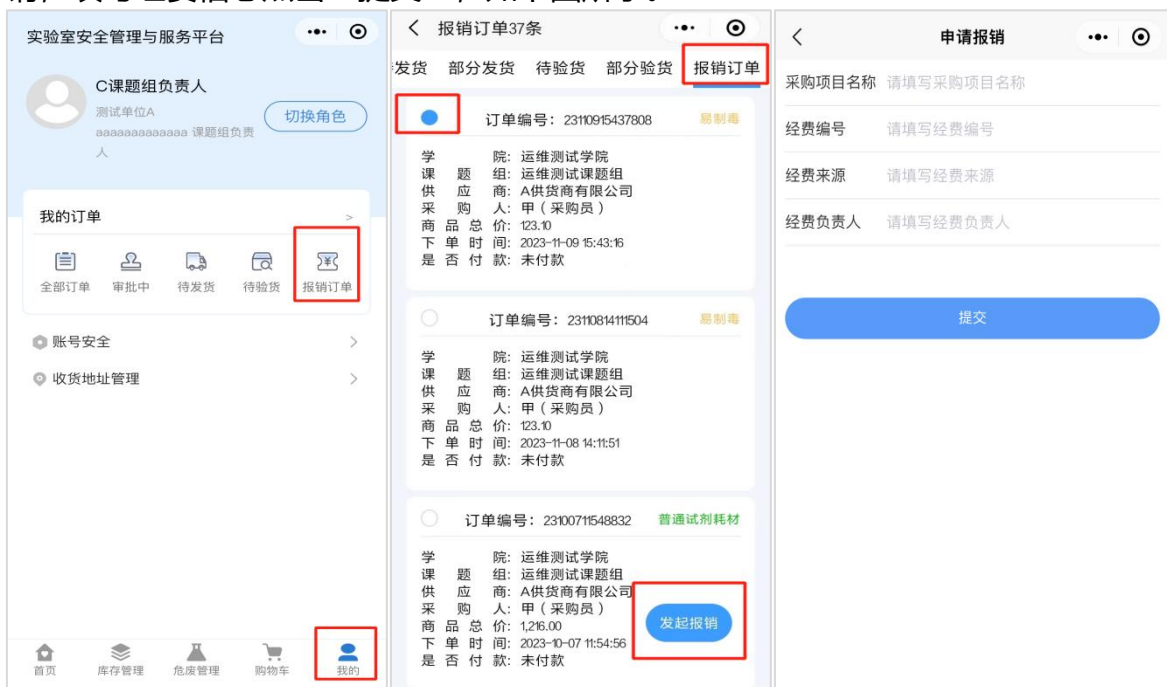 实验室安全管理与服务平台
C课题组负责人
测试单位A
aaaaaaaaaaaaa 课题组负责
人
切换角色
我的订单
>
全部订单 审批中 待发货 待验货 报销订单
账号安全
收货地址管理
首页 库存管理 危废管理 购物车 我的
报销订单37条
发货 部分发货 待验货 部分验货 报销订单
订单编号: 23110915437808 易制毒
学 院: 运维测试学院
课 题 组: 运维测试课题组
供 应 商: A供货商有限公司
采 购 人: 甲(采购员)
商 品 总 价: 123.10
下 单 时 间: 2023-11-09 15:43:16
是 否 付 款: 未付款
订单编号: 23110814111504 易制毒
学 院: 运维测试学院
课 题 组: 运维测试课题组
供 应 商: A供货商有限公司
采 购 人: 甲(采购员)
商 品 总 价: 123.10
下 单 时 间: 2023-11-08 14:11:51
是 否 付 款: 未付款
订单编号: 23100711548832 普通试剂耗材
学 院: 运维测试学院
课 题 组: 运维测试课题组
供 应 商: A供货商有限公司
采 购 人: 甲(采购员)
商 品 总 价: 1,216.00
下 单 时 间: 2023-10-07 11:54:56
是 否 付 款: 未付款
发起报销
申请报销
采购项目名称 请填写采购项目名称
经费编号 请填写经费编号
经费来源 请填写经费来源
经费负责人 请填写经费负责人
提交